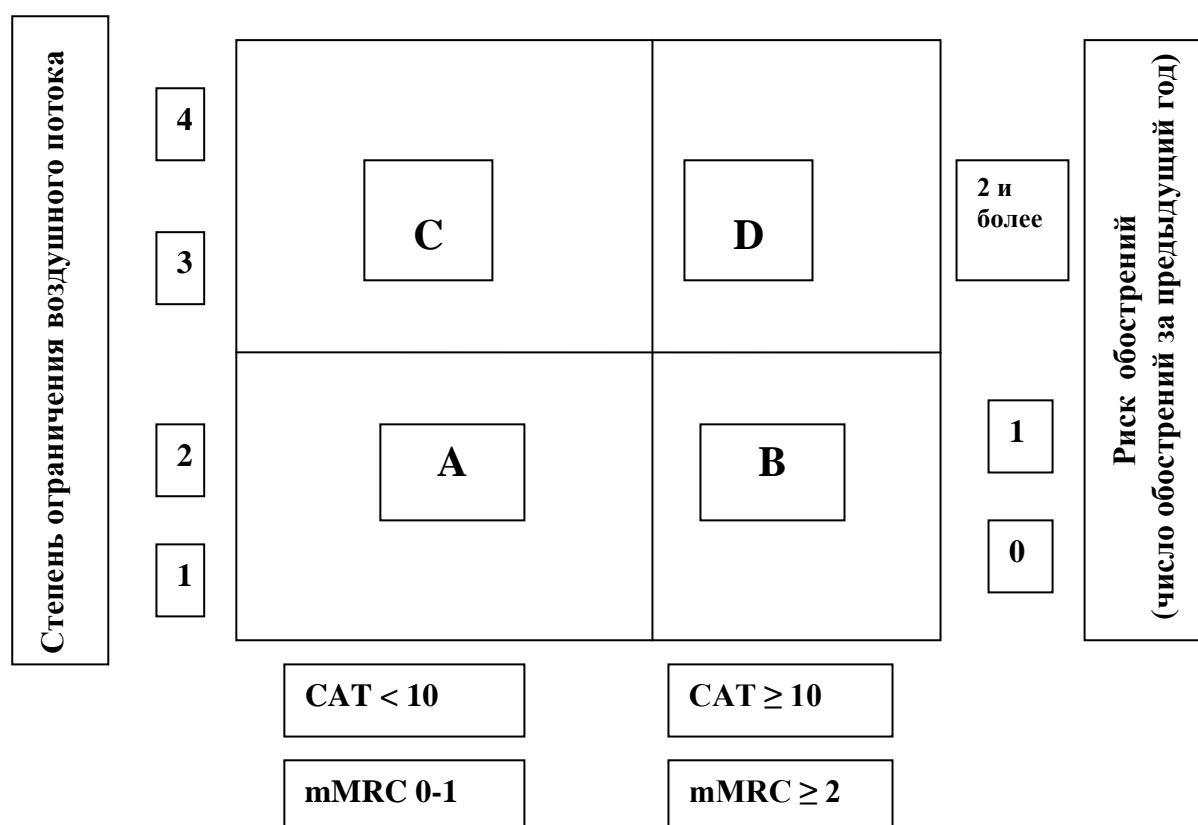 Степень ограничения воздушного потока
4
3
2
1
C
D
A
B
2 и
более
1
0
Риск обострений
(число обострений за предыдущий год)
CAT < 10
CAT ≥ 10
mMRC 0-1
mMRC ≥ 2